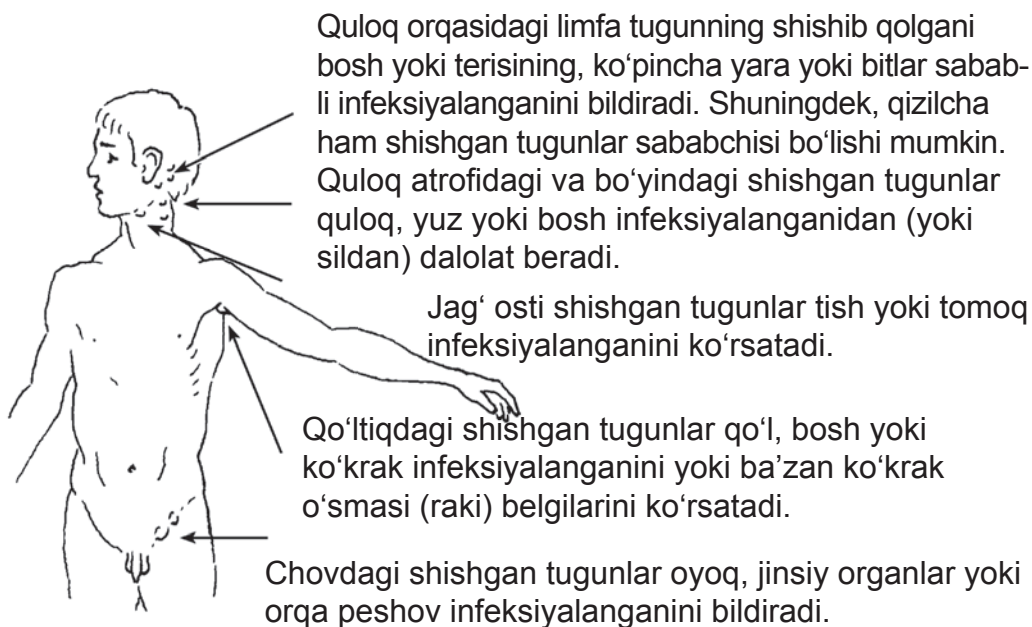 Quloq orqasidagi limfa tugunning shishib qolgani
bosh yoki terisining, ko‘pincha yara yoki bitlar sabab-
li infeksiyalanganini bildiradi. Shuningdek, qizilcha
ham shishgan tugunlar sababchisi bo‘lishi mumkin.
Quloq atrofidagi va bo‘yindagi shishgan tugunlar
quloq, yuz yoki bosh infeksiyalanganidan (yoki
sildan) dalolat beradi.
Jag‘ osti shishgan tugunlar tish yoki tomoq
infeksiyalanganini ko‘rsatadi.
Qo‘ltiqdagi shishgan tugunlar qo‘l, bosh yoki
ko‘krak infeksiyalanganini yoki ba’zan ko‘krak
o‘smasi (raki) belgilarini ko‘rsatadi.
Chovdagi shishgan tugunlar oyoq, jinsiy organlar yoki
orqa peshov infeksiyalanganini bildiradi.